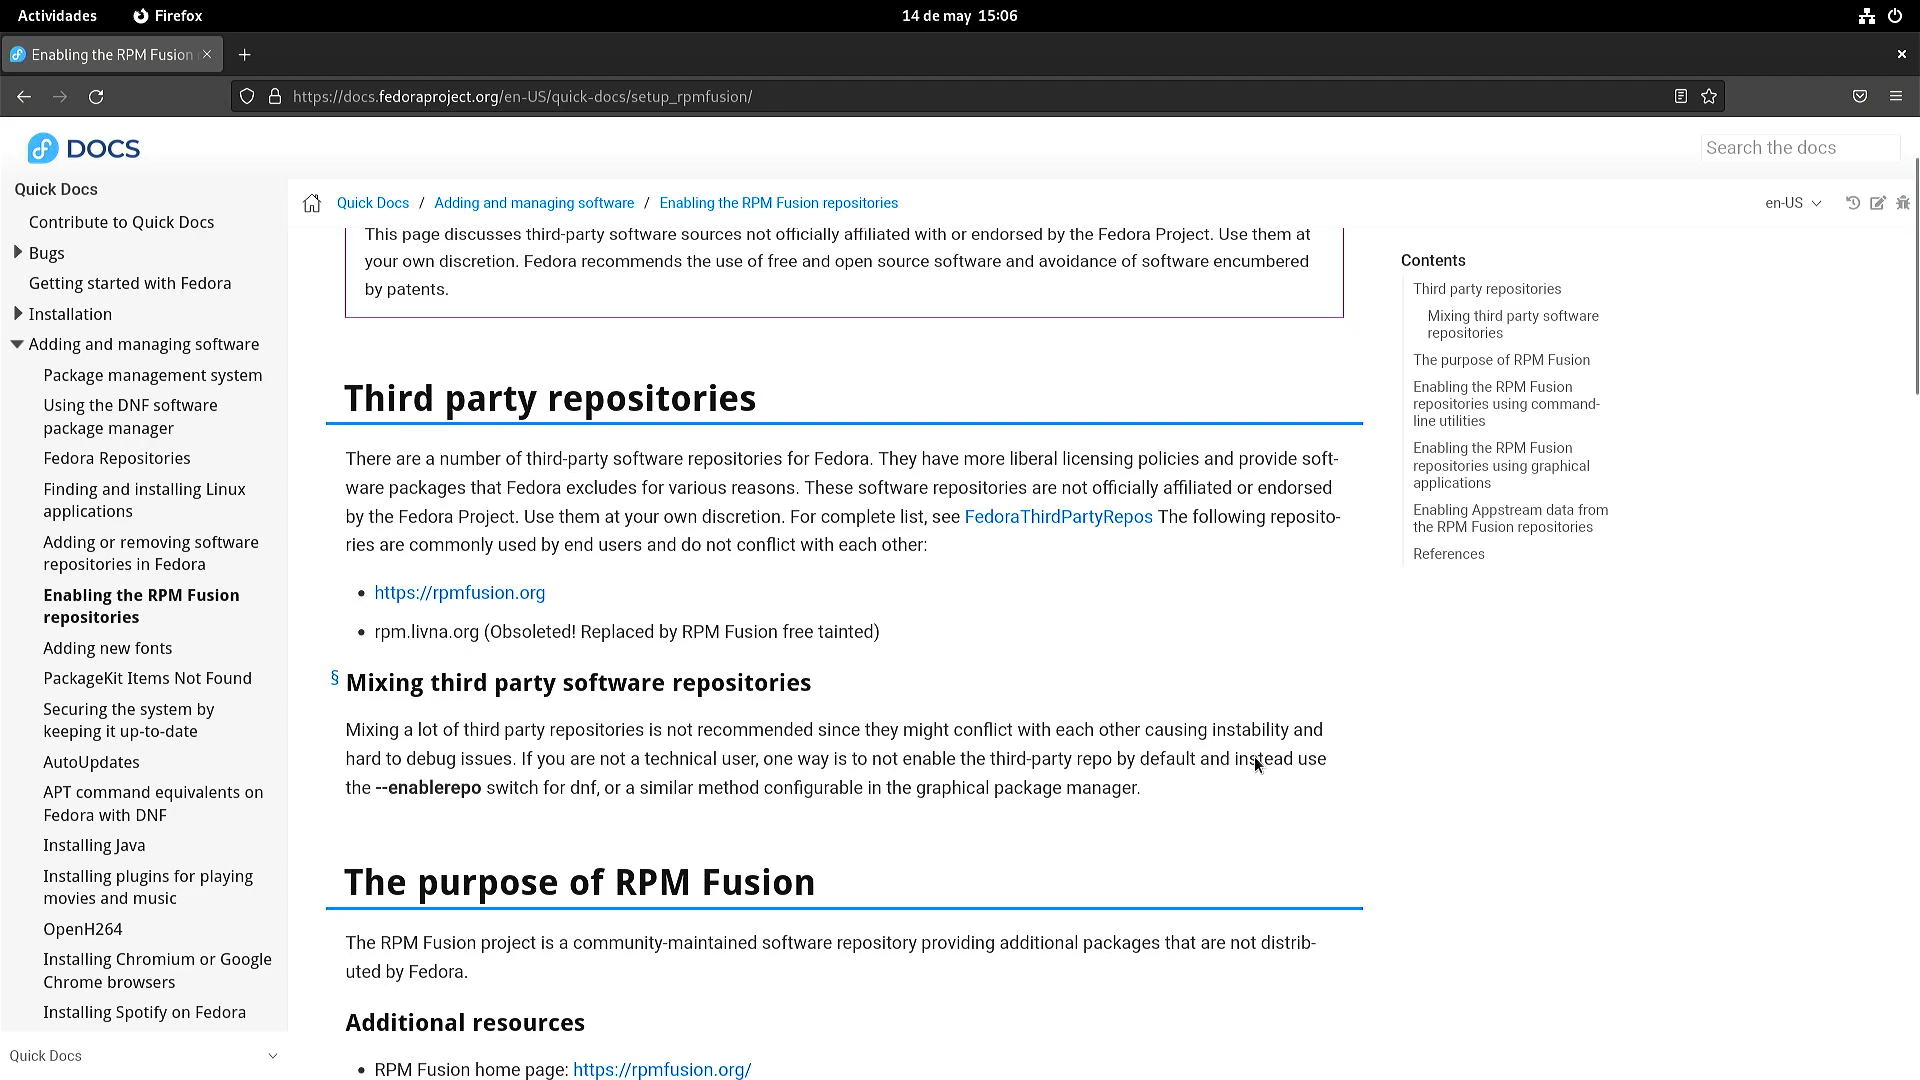 Actividades
Firefox
14 de may 15:06
Enabling the RPM Fusion
https://docs.fedoraproject.org/en-US/quick-docs/setup_rpmfusion/
DOCS
Search the docs
Quick Docs
Contribute to Quick Docs
Bugs
Getting started with Fedora
Installation
Adding and managing software
Package management system
Using the DNF software
package manager
Fedora Repositories
Finding and installing Linux
applications
Adding or removing software
repositories in Fedora
Enabling the RPM Fusion
repositories
Adding new fonts
PackageKit Items Not Found
Securing the system by
keeping it up-to-date
AutoUpdates
APT command equivalents on
Fedora with DNF
Installing Java
Installing plugins for playing
movies and music
OpenH264
Installing Chromium or Google
Chrome browsers
Installing Spotify on Fedora
Quick Docs
Quick Docs / Adding and managing software / Enabling the RPM Fusion repositories
en-US
This page discusses third-party software sources not officially affiliated with or endorsed by the Fedora Project. Use them at
your own discretion. Fedora recommends the use of free and open source software and avoidance of software encumbered
by patents.
Third party repositories
There are a number of third-party software repositories for Fedora. They have more liberal licensing policies and provide soft-
ware packages that Fedora excludes for various reasons. These software repositories are not officially affiliated or endorsed
by the Fedora Project. Use them at your own discretion. For complete list, see FedoraThirdPartyRepos The following reposito-
ries are commonly used by end users and do not conflict with each other:
• https://rpmfusion.org
• rpm.livna.org (Obsoleted! Replaced by RPM Fusion free tainted)
§ Mixing third party software repositories
Mixing a lot of third party repositories is not recommended since they might conflict with each other causing instability and
hard to debug issues. If you are not a technical user, one way is to not enable the third-party repo by default and instead use
the --enablerepo switch for dnf, or a similar method configurable in the graphical package manager.
The purpose of RPM Fusion
The RPM Fusion project is a community-maintained software repository providing additional packages that are not distrib-
uted by Fedora.
Additional resources
• RPM Fusion home page: https://rpmfusion.org/
Contents
Third party repositories
Mixing third party software
repositories
The purpose of RPM Fusion
Enabling the RPM Fusion
repositories using command-
line utilities
Enabling the RPM Fusion
repositories using graphical
applications
Enabling Appstream data from
the RPM Fusion repositories
References